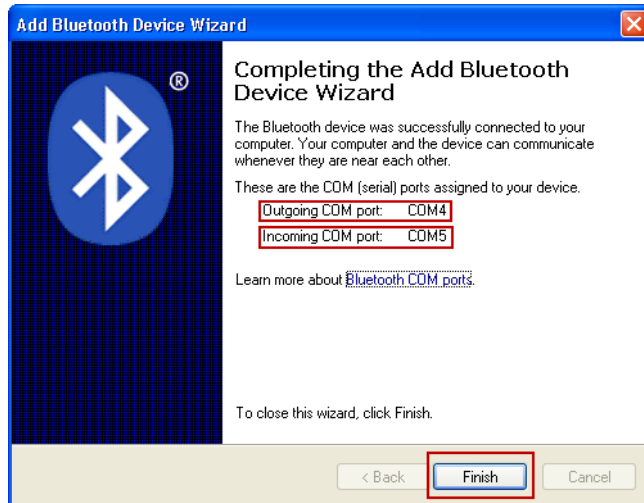 Add Bluetooth Device Wizard
®
Completing the Add Bluetooth
Device Wizard
The Bluetooth device was successfully connected to your
computer. Your computer and the device can communicate
whenever they are near each other.
These are the COM (serial) ports assigned to your device.
Outgoing COM port: COM4
Incoming COM port: COM5
Learn more about Bluetooth COM ports.
To close this wizard, click Finish.
< Back Finish Cancel